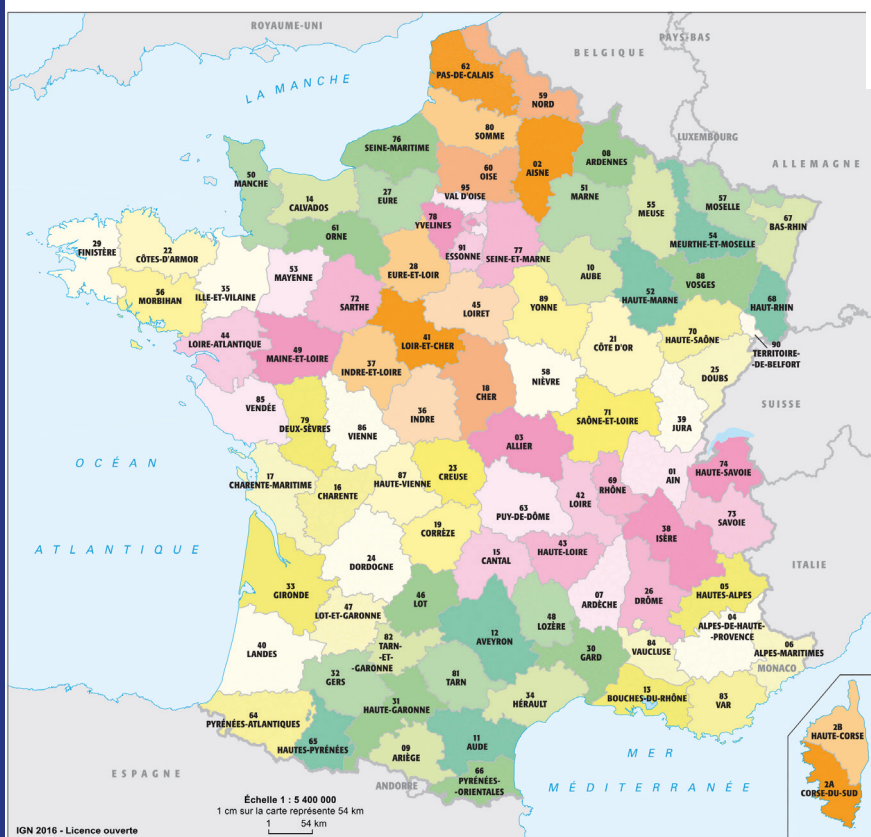 ROYAUME-UNI
PAYS-BAS
BELGIQUE
62
PAS-DE-CALAIS
LA MANCHE
59
NORD
80
SOMME
LUXEMBOURG
76
SEINE-MARITIME
02
AISNE
08
ARDENNES
ALLEMAGNE
60
OISE
50
MANCHE
95
VAL D'OISE
27
EURE
51
MARNE
57
MOSELLE
14
CALVADOS
55
MEUSE
67
BAS-RHIN
78
YVELINES
61
ORNE
54
MEURTHE-ET-MOSELLE
29
FINISTÈRE
22
CÔTES-D'ARMOR
91
ESSONNE
77
SEINE-ET-MARNE
53
MAYENNE
28
EURE-ET-LOIR
10
AUBE
88
VOSGES
35
ILLE-ET-VILAINE
56
MORBIHAN
72
SARTHE
52
HAUTE-MARNE
68
HAUT-RHIN
45
LOIRET
89
YONNE
70
HAUTE-SAÔNE
44
LOIRE-ATLANTIQUE
41
LOIR-ET-CHER
21
CÔTE D'OR
90
TERRITOIRE-
-DE-BELFORT
49
MAINE-ET-LOIRE
37
INDRE-ET-LOIRE
58
NIÈVRE
25
DOUBS
18
CHER
85
VENDÉE
SUISSE
79
DEUX-SÈVRES
86
VIENNE
36
INDRE
71
SAÔNE-ET-LOIRE
39
JURA
03
ALLIER
OCÉAN
ATLANTIQUE
17
CHARENTE-MARITIME
16
CHARENTE
87
HAUTE-VIENNE
23
CREUSE
74
HAUTE-SAVOIE
01
AIN
69
RHÔNE
42
LOIRE
63
PUY-DE-DÔME
73
SAVOIE
19
CORRÈZE
38
ISÈRE
24
DORDOGNE
15
CANTAL
43
HAUTE-LOIRE
ITALIE
33
GIRONDE
46
LOT
07
ARDÈCHE
26
DRÔME
05
HAUTES-ALPES
47
LOT-ET-GARONNE
12
AVEYRON
48
LOZÈRE
04
ALPES-DE-HAUTE-
-PROVENCE
40
LANDES
82
TARN-
-ET-
-GARONNE
30
GARD
84
VAUCLUSE
06
ALPES-MARITIMES
MONACO
32
GERS
81
TARN
34
HÉRAULT
13
BOUCHES-DU-RHÔNE
83
VAR
31
HAUTE-GARONNE
64
PYRÉNÉES-ATLANTIQUES
65
HAUTES-PYRÉNÉES
09
ARIÈGE
11
AUDE
2B
HAUTE-CORSE
MER
MÉDITERRANÉE
66
PYRÉNÉES-
-ORIENTALES
ESPAGNE
ANDORRE
2A
CORSE-DU-SUD
Échelle 1 : 5 400 000
1 cm sur la carte représente 54 km
1 54 km
IGN 2016 - Licence ouverte